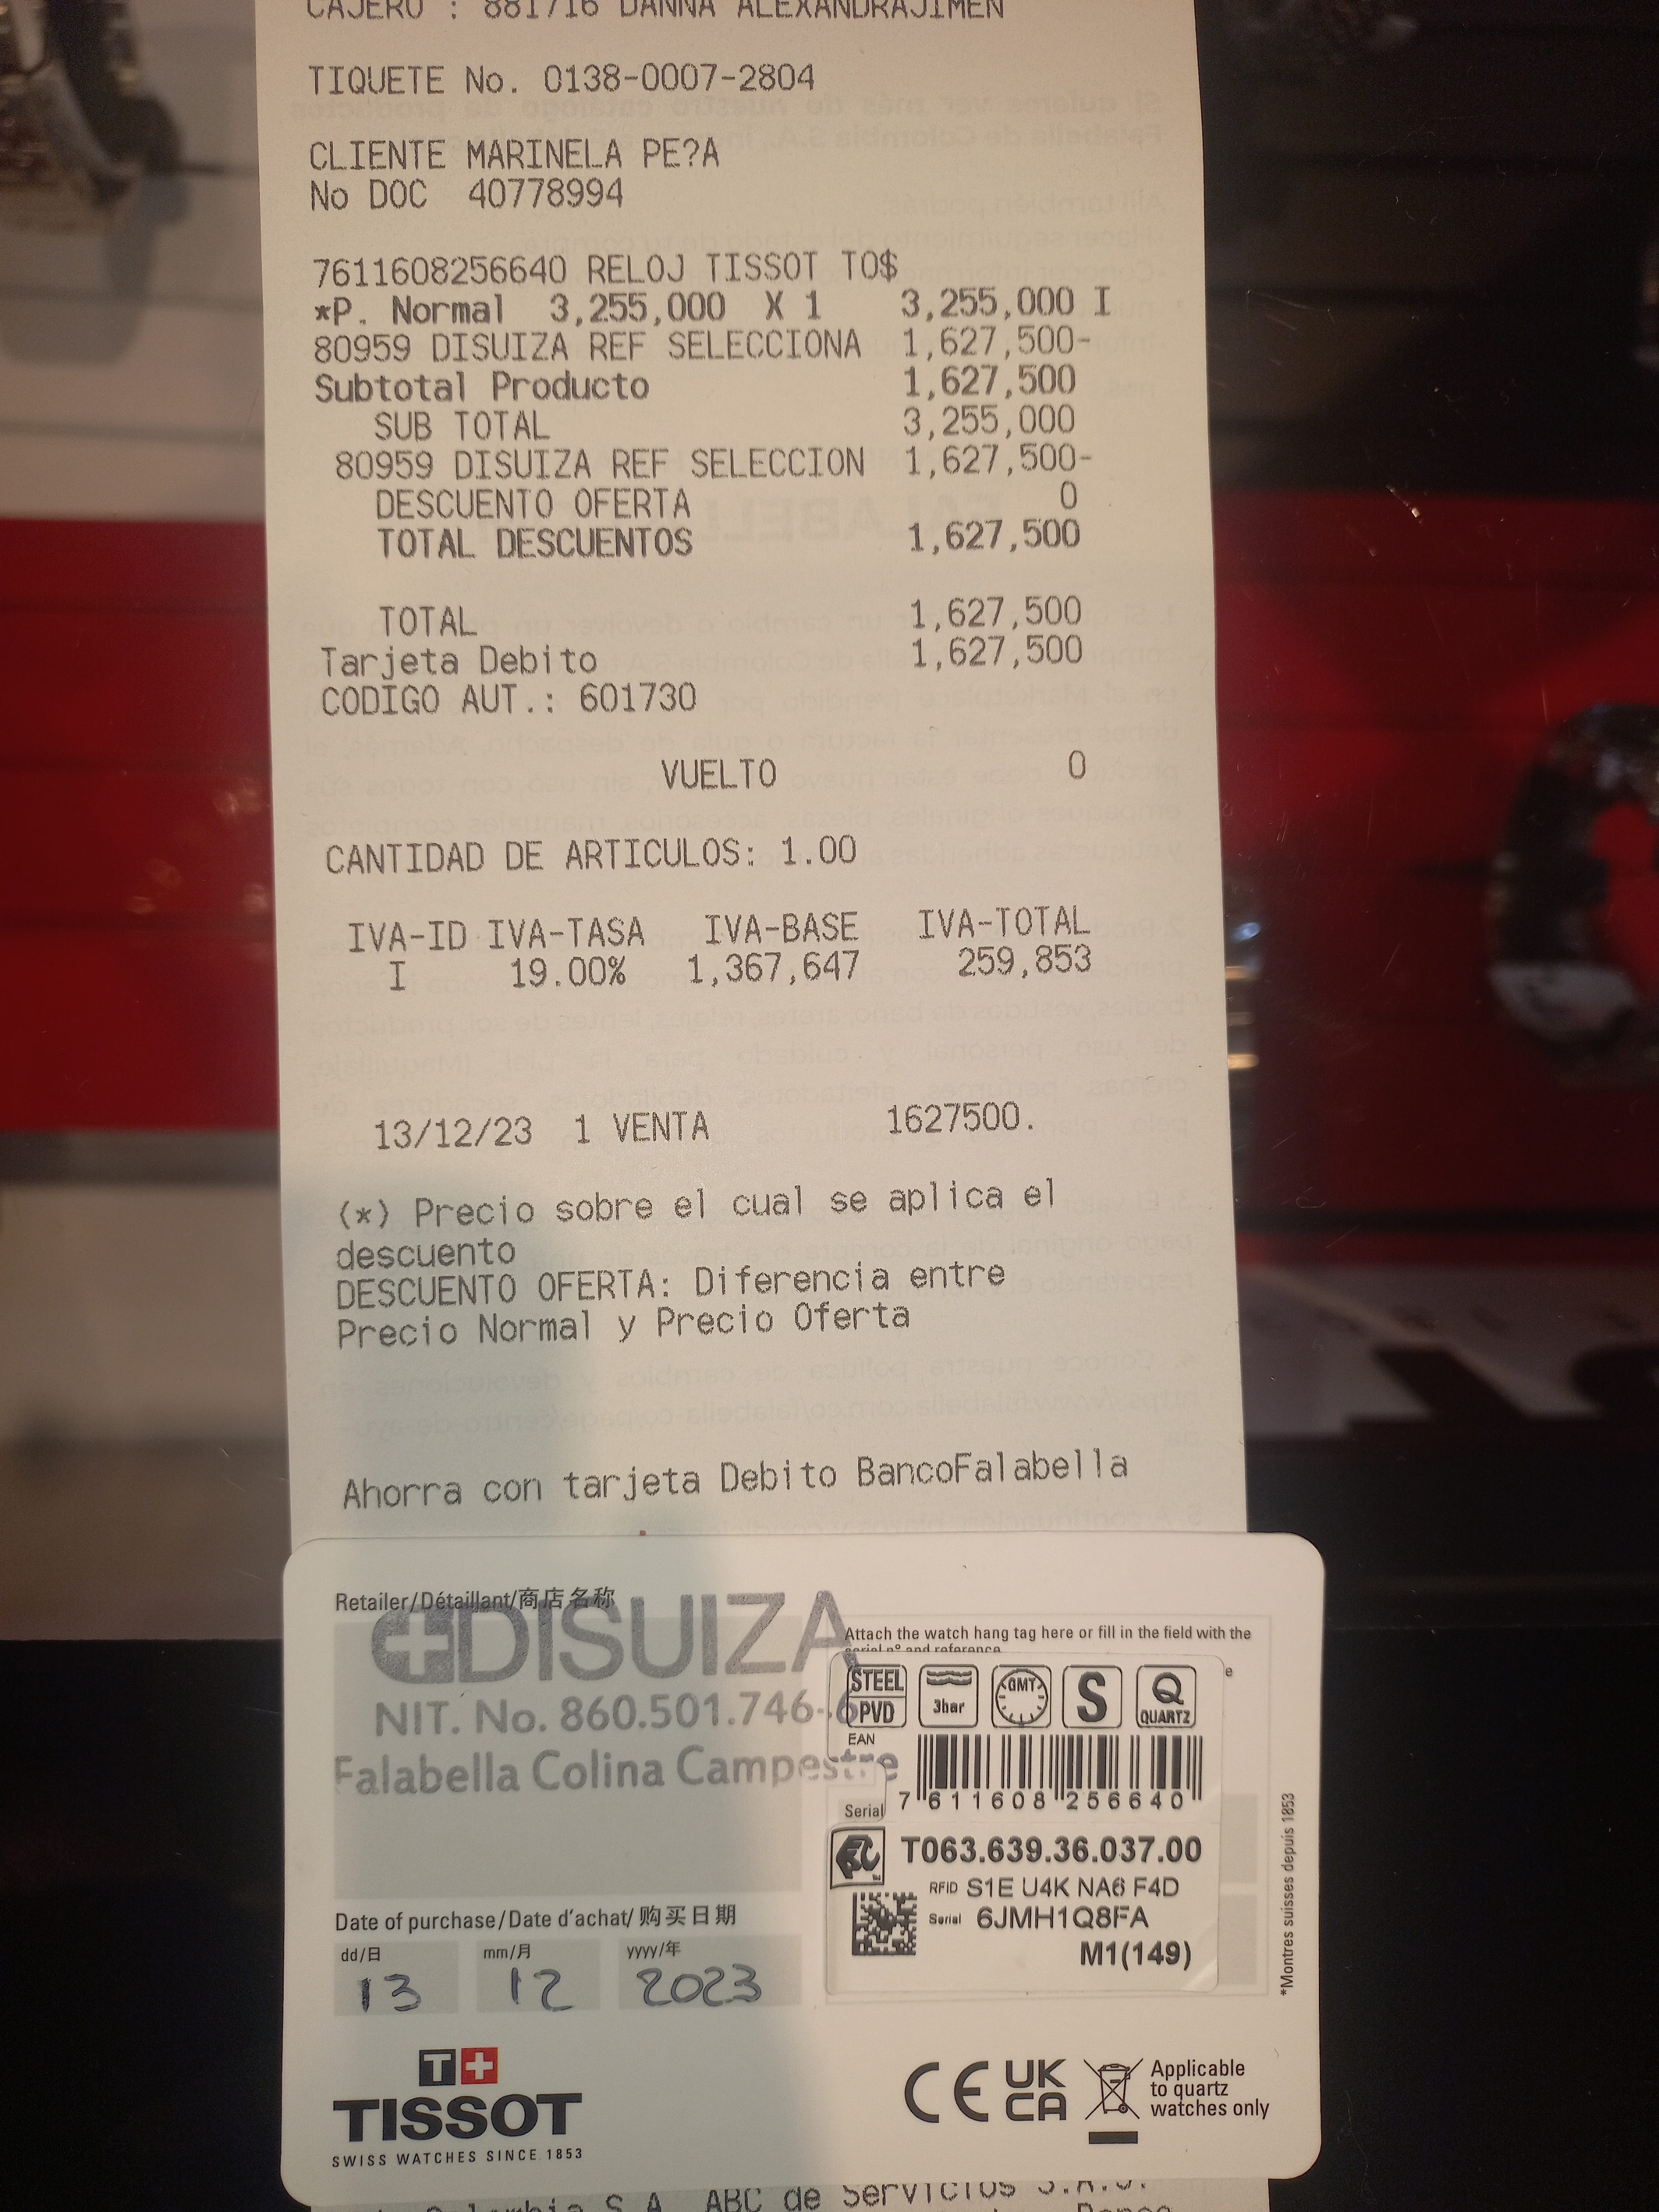 CAJERO : 881716 DANNA ALEXANDRAJIMEN
TIQUETE No. 0138-0007-2804
CLIENTE MARINELA PE?A
No DOC 40778994
7611608256640 RELOJ TISSOT TO$
*P. Normal 3,255,000 X 1 3,255,000 I
80959 DISUIZA REF SELECCIONA 1,627,500-
Subtotal Producto 1,627,500
SUB TOTAL 3,255,000
80959 DISUIZA REF SELECCION 1,627,500-
DESCUENTO OFERTA 0
TOTAL DESCUENTOS 1,627,500
TOTAL 1,627,500
Tarjeta Debito 1,627,500
CODIGO AUT.: 601730
VUELTO 0
CANTIDAD DE ARTICULOS: 1.00
IVA-ID IVA-TASA IVA-BASE IVA-TOTAL
I 19.00% 1,367,647 259,853
13/12/23 1 VENTA 1627500.
(*) Precio sobre el cual se aplica el
descuento
DESCUENTO OFERTA: Diferencia entre
Precio Normal y Precio Oferta
Ahorra con tarjeta Debito BancoFalabella
Retailer/Détaillant/商店名称
DISUIZA
NIT. No. 860.501.746-6
Falabella Colina Campestre
Attach the watch hang tag here or fill in the field with the
serial nº and reference
STEEL PVD 3bar GMT S Q QUARTZ
EAN
7 611608 256640
Serial
T063.639.36.037.00
RFID S1E U4K NA6 F4D
Serial 6JMH1Q8FA
M1(149)
*Montres suisses depuis 1853
Date of purchase/Date d'achat/购买日期
dd/日 mm/月 yyyy/年
13 12 2023
T+
TISSOT
SWISS WATCHES SINCE 1853
CE UK CA
Applicable
to quartz
watches only
Colombia S.A. ABC de Servicios S.A.S.